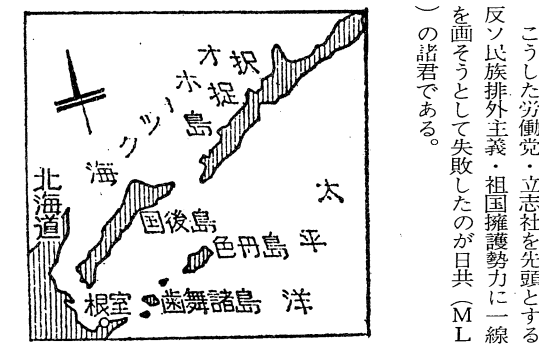 こうした労働党・立志社を先頭とする
反ソ民族排外主義・祖国擁護勢力に一線
を画そうとして失敗したのが日共（ML
）の諸君である。
択捉島
オホーツク海
北海道
国後島
色丹島
太平洋
歯舞諸島
根室